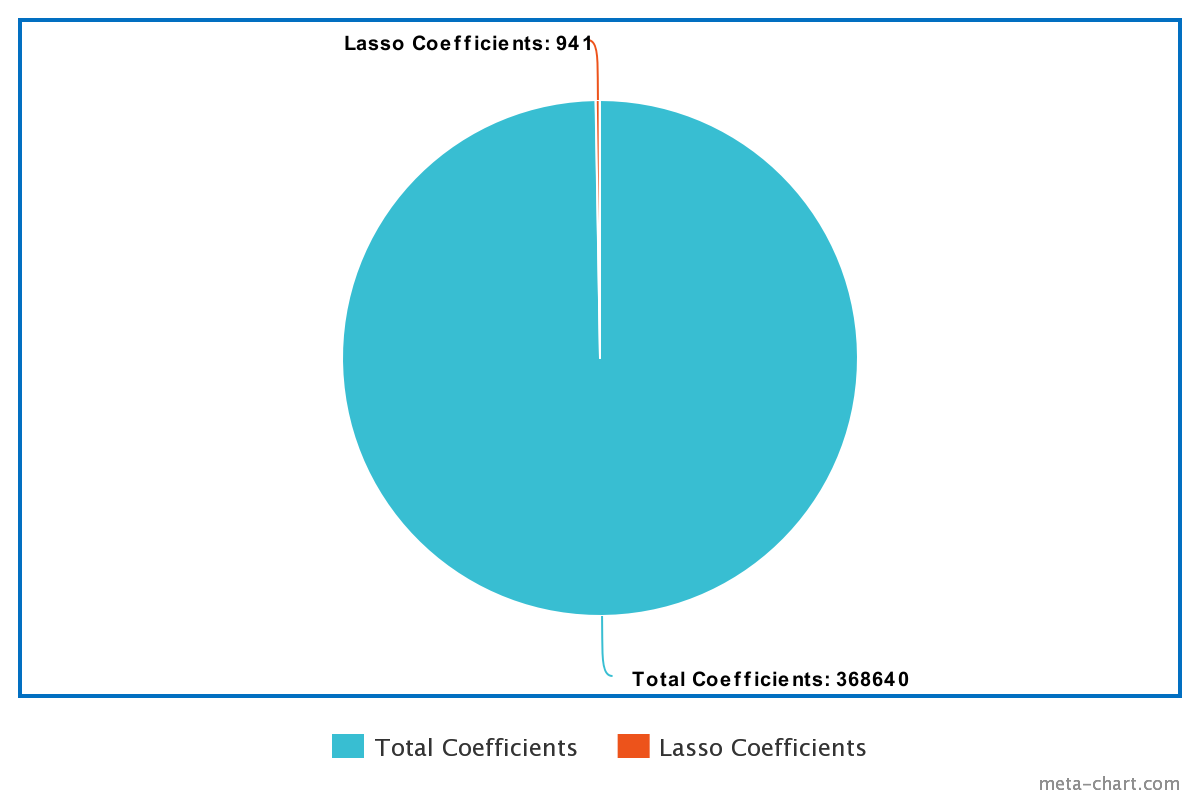 Lasso Coefficients: 941
Total Coefficients: 368640
Total Coefficients
Lasso Coefficients
meta-chart.com